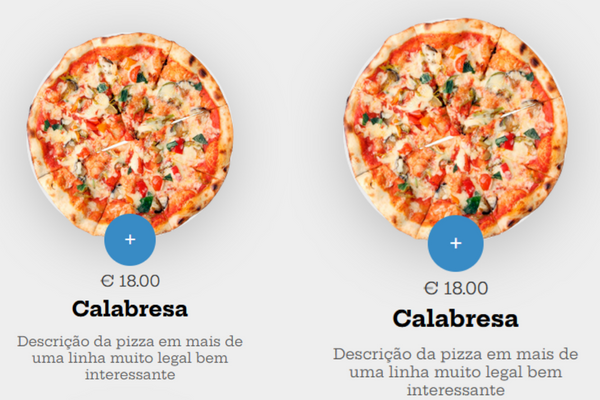 +
€ 18.00
Calabresa
Descrição da pizza em mais de
uma linha muito legal bem
interessante
+
€ 18.00
Calabresa
Descrição da pizza em mais de
uma linha muito legal bem
interessante